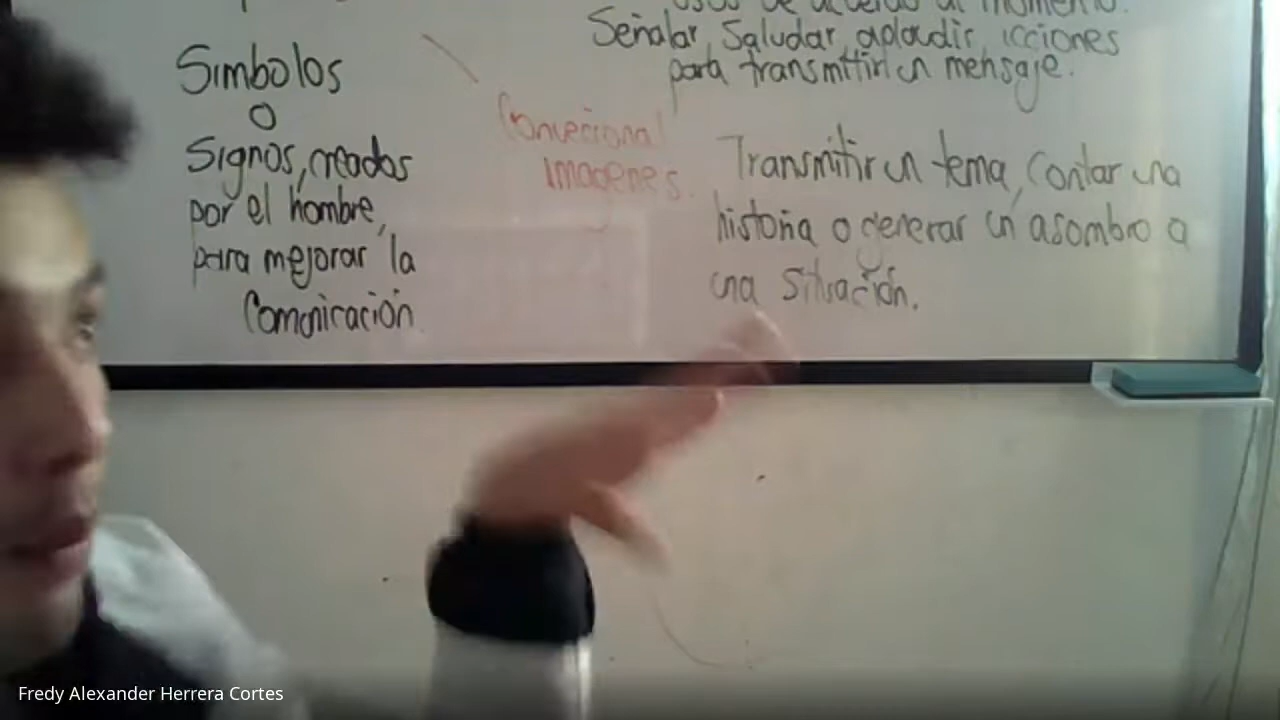 Usos de acuerdo al momento.
Señalar, Saludar, aplaudir, icciones
para transmitir un mensaje.
Simbolos
o
Signos, creados
por el hombre,
para mejorar la
Comunicación
Imagenes.
Transmitir un tema, Contar una
historia o generar un asombro a
una Situación.
Fredy Alexander Herrera Cortes